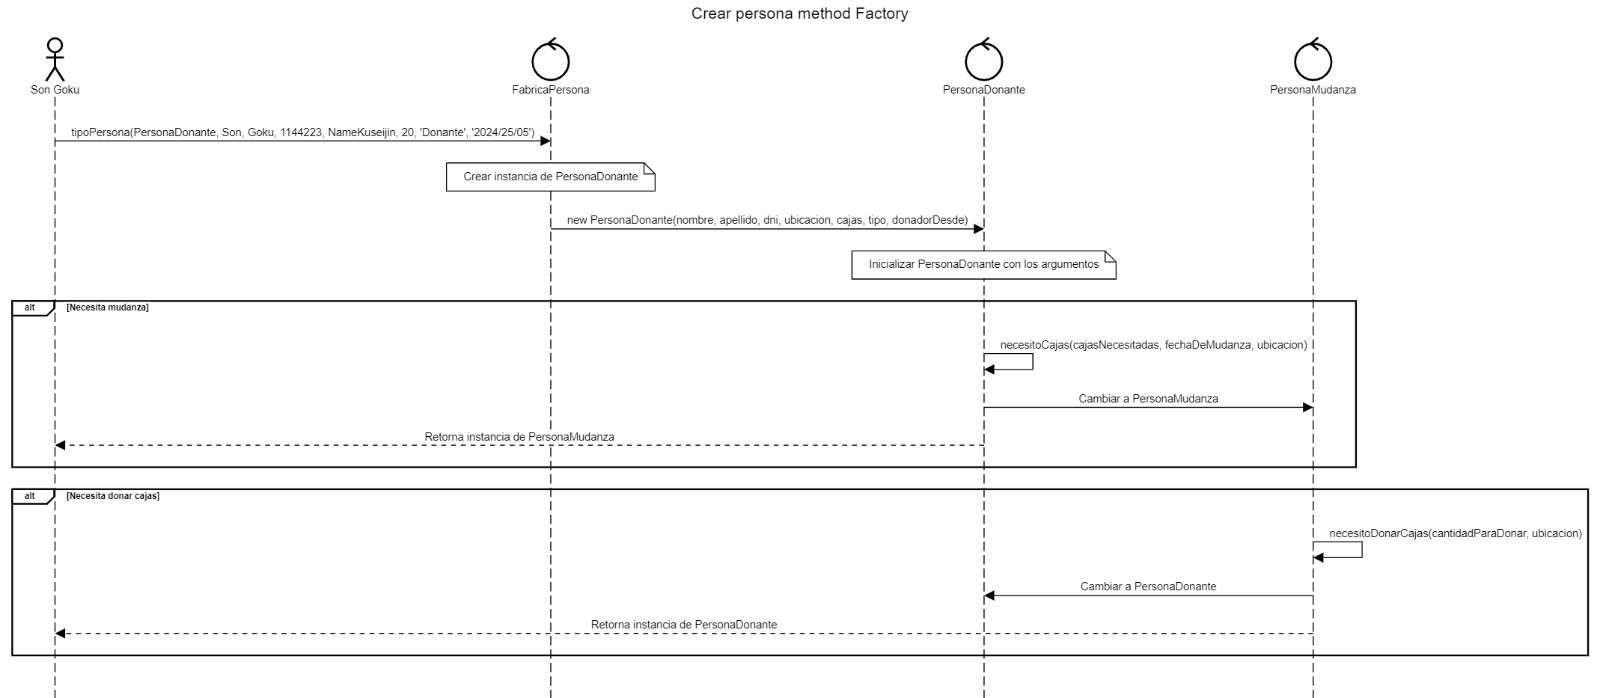 Crear persona method Factory
Son Goku
FabricaPersona
PersonaDonante
PersonaMudanza
tipoPersona(PersonaDonante, Son, Goku, 1144223, NameKuseijin, 20, 'Donante', '2024/25/05')
Crear instancia de PersonaDonante
new PersonaDonante(nombre, apellido, dni, ubicacion, cajas, tipo, donadorDesde)
Inicializar PersonaDonante con los argumentos
alt [Necesita mudanza]
necesitoCajas(cajasNecesitadas, fechaDeMudanza, ubicacion)
Cambiar a PersonaMudanza
Retorna instancia de PersonaMudanza
alt [Necesita donar cajas]
necesitoDonarCajas(cantidadParaDonar, ubicacion)
Cambiar a PersonaDonante
Retorna instancia de PersonaDonante